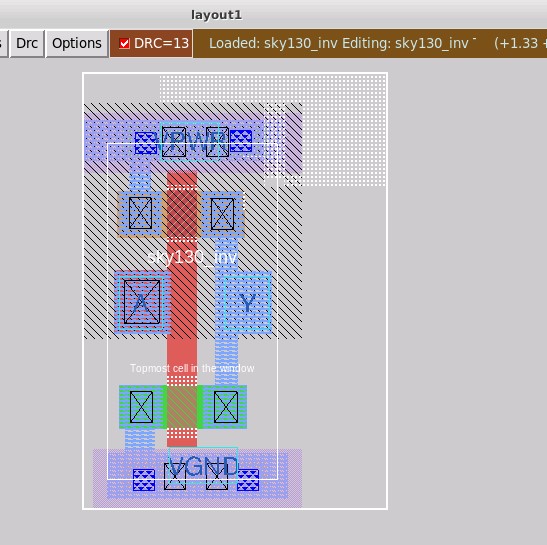 layout1
Drc Options DRC=13 Loaded: sky130_inv Editing: sky130_inv (+1.33
VPWR
sky130_inv
A Y
Topmost cell in the window
VGND